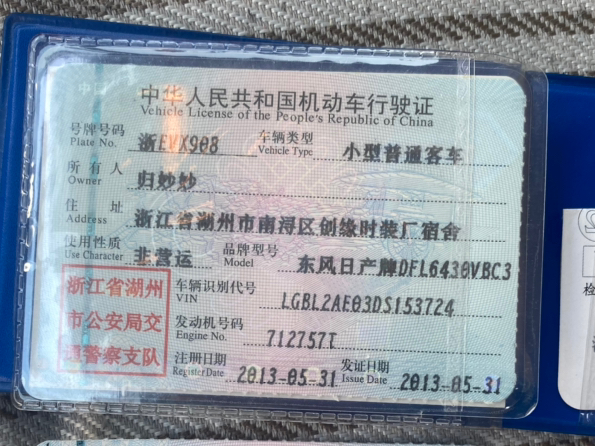 中华人民共和国机动车行驶证
Vehicle License of the People's Republic of China
号牌号码 浙EVX908 车辆类型 小型普通客车
Plate No. Vehicle Type
所有人 归妙妙
Owner
住址 浙江省湖州市南浔区创缘时装厂宿舍
Address
使用性质 非营运 品牌型号 东风日产牌DFL6430VBC3
Use Character Model
浙江省湖州
市公安局交
通警察支队
车辆识别代号 LGBL2AE03DS153724
VIN
发动机号码 712757T
Engine No.
注册日期 2013-05-31 发证日期 2013-05-31
Register Date Issue Date
检